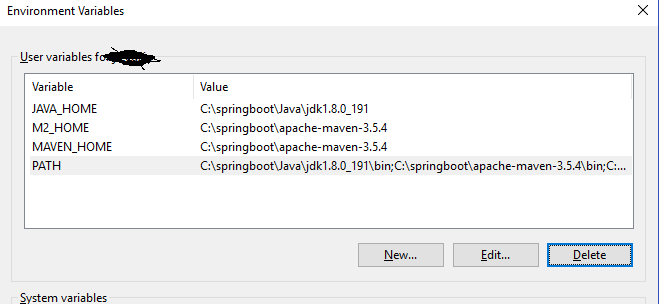 Environment Variables
User variables for
Variable Value
JAVA_HOME C:\springboot\Java\jdk1.8.0_191
M2_HOME C:\springboot\apache-maven-3.5.4
MAVEN_HOME C:\springboot\apache-maven-3.5.4
PATH C:\springboot\Java\jdk1.8.0_191\bin;C:\springboot\apache-maven-3.5.4\bin;C:...
New... Edit... Delete
System variables